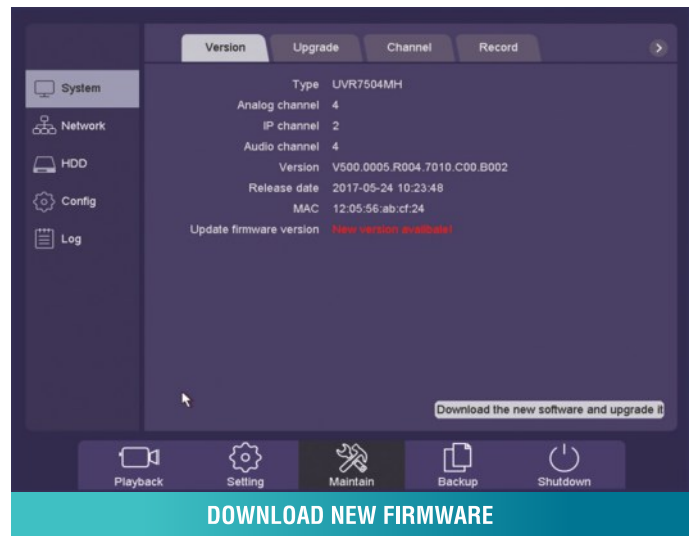 Version Upgrade Channel Record
System
Network
HDD
Config
Log
Type UVR7504MH
Analog channel 4
IP channel 2
Audio channel 4
Version V500.0005.R004.7010.C00.B002
Release date 2017-05-24 10:23:48
MAC 12:05:56:ab:cf:24
Update firmware version New version availbale!
Download the new software and upgrade it
Playback Setting Maintain Backup Shutdown
DOWNLOAD NEW FIRMWARE